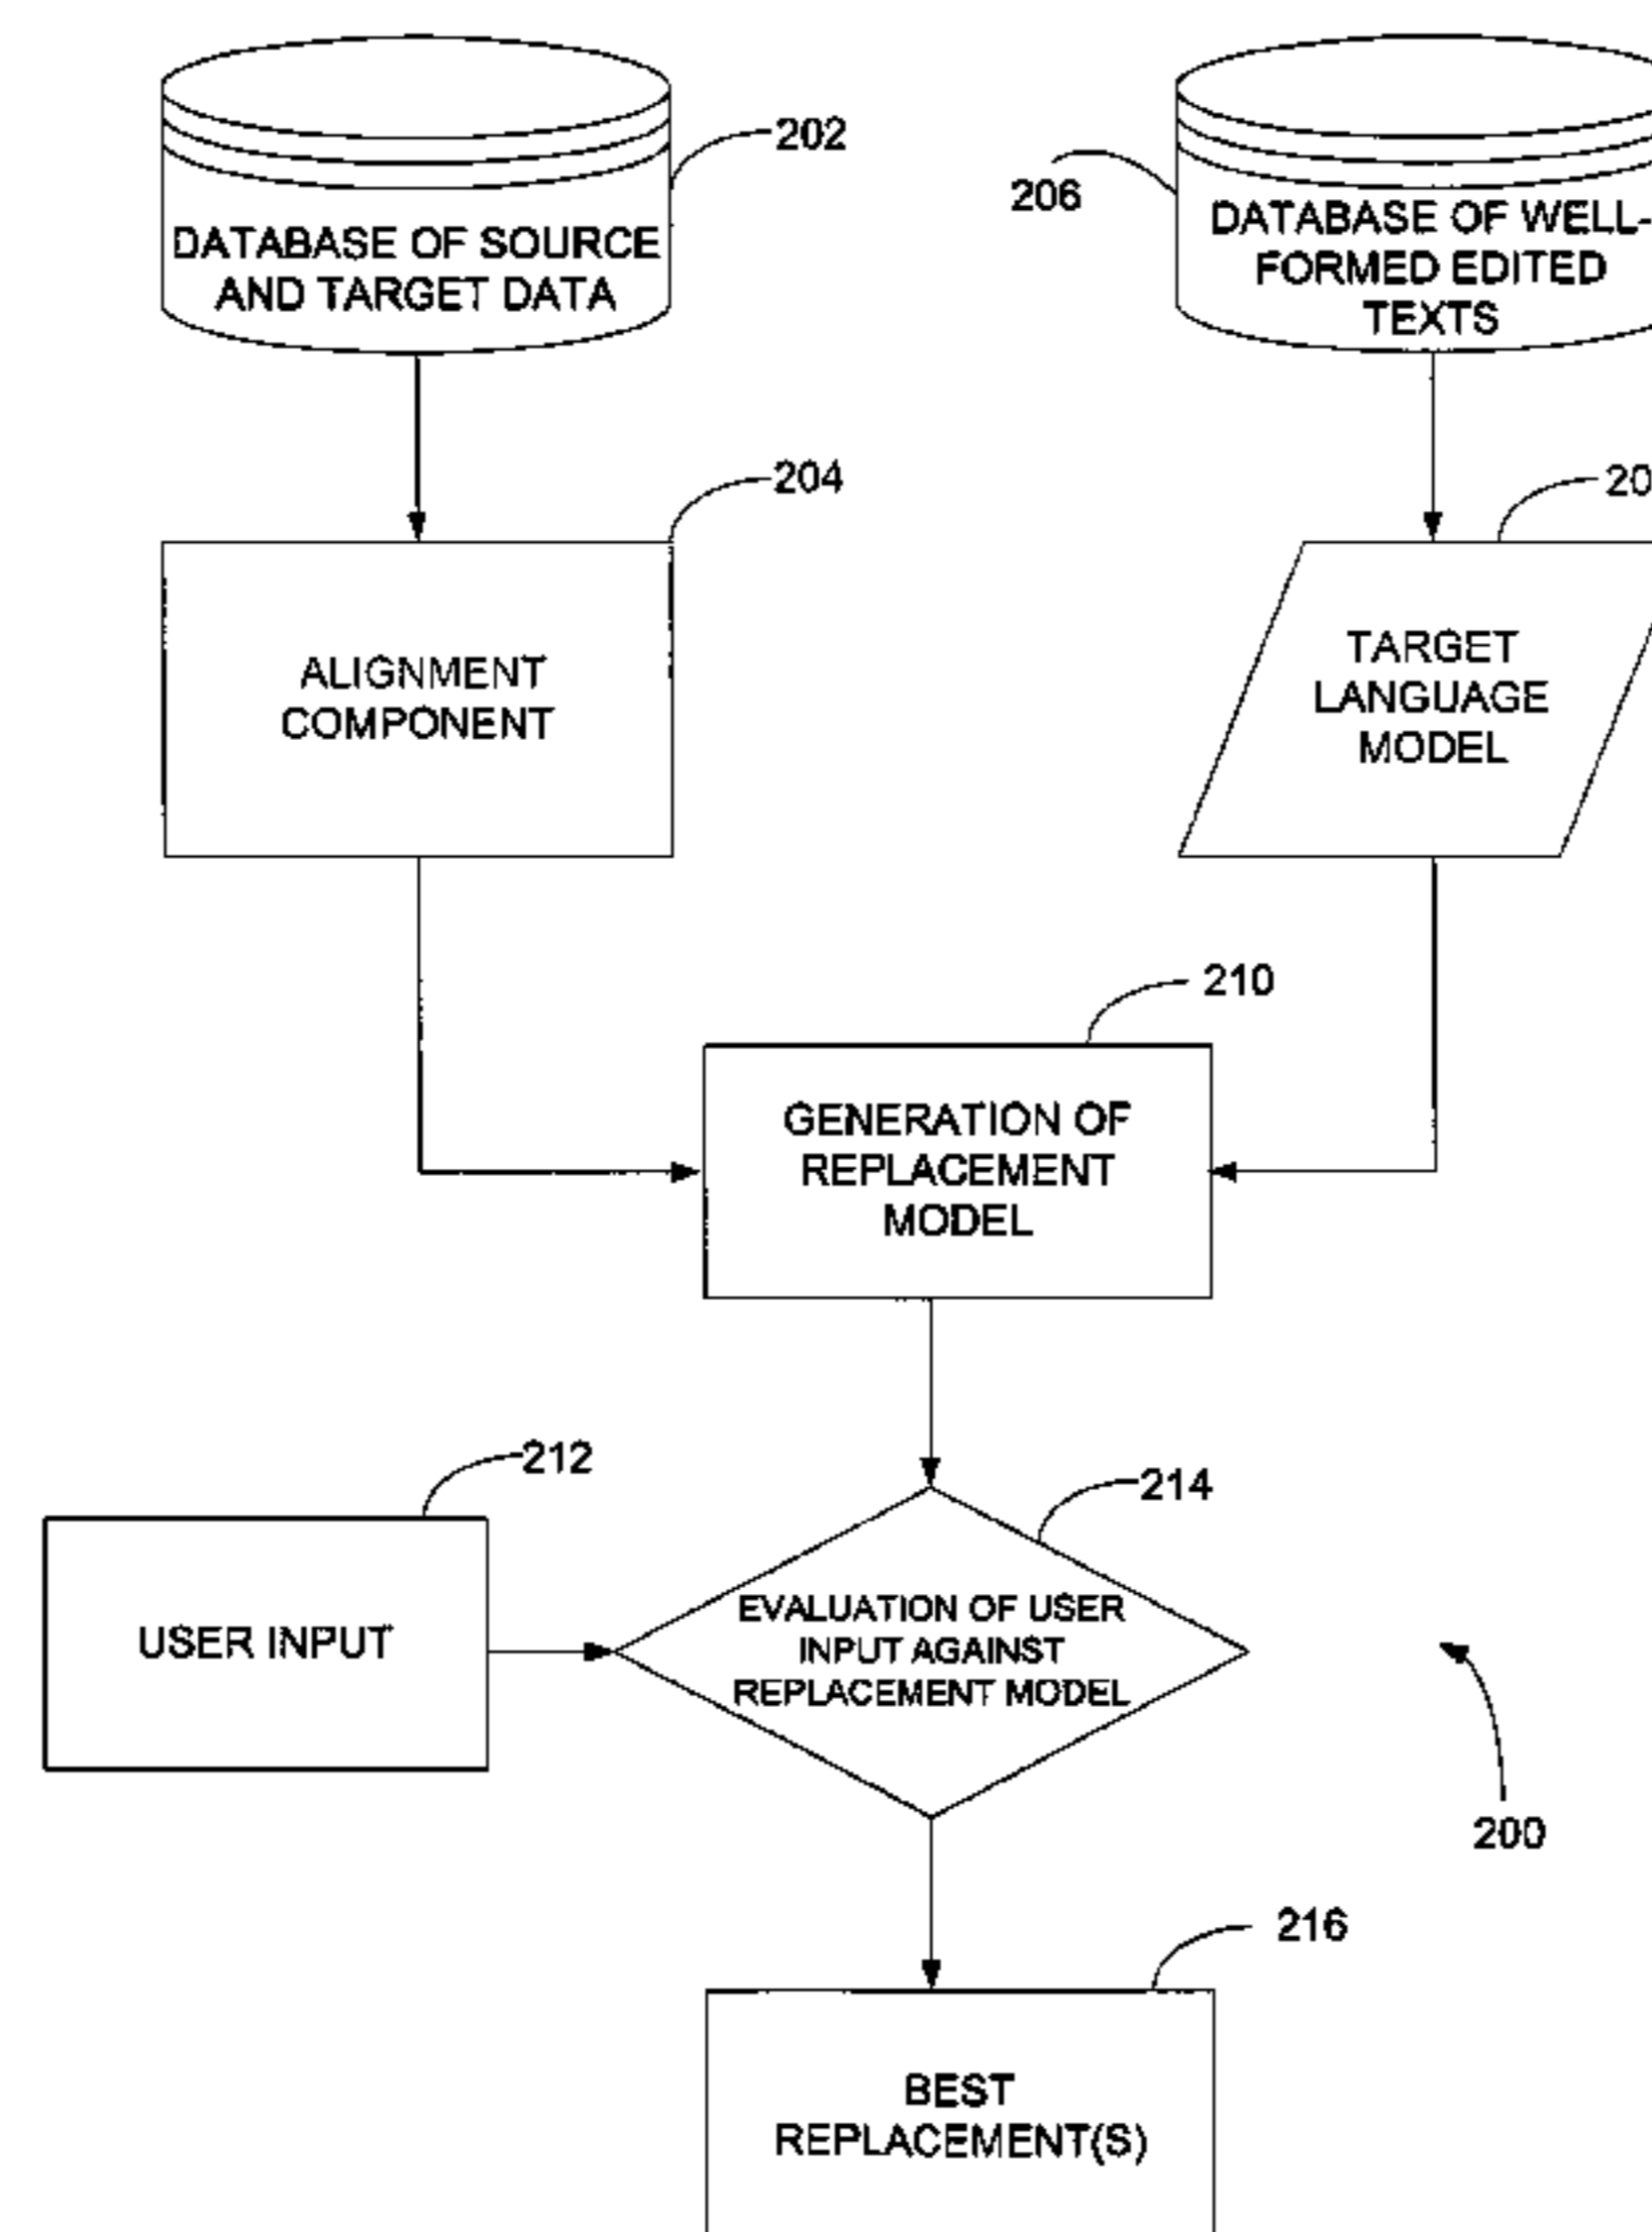 202
206
DATABASE OF SOURCE
AND TARGET DATA
DATABASE OF WELL-
FORMED EDITED
TEXTS
204
20
ALIGNMENT
COMPONENT
TARGET
LANGUAGE
MODEL
210
GENERATION OF
REPLACEMENT
MODEL
212
214
USER INPUT
EVALUATION OF USER
INPUT AGAINST
REPLACEMENT MODEL
200
216
BEST
REPLACEMENT(S)